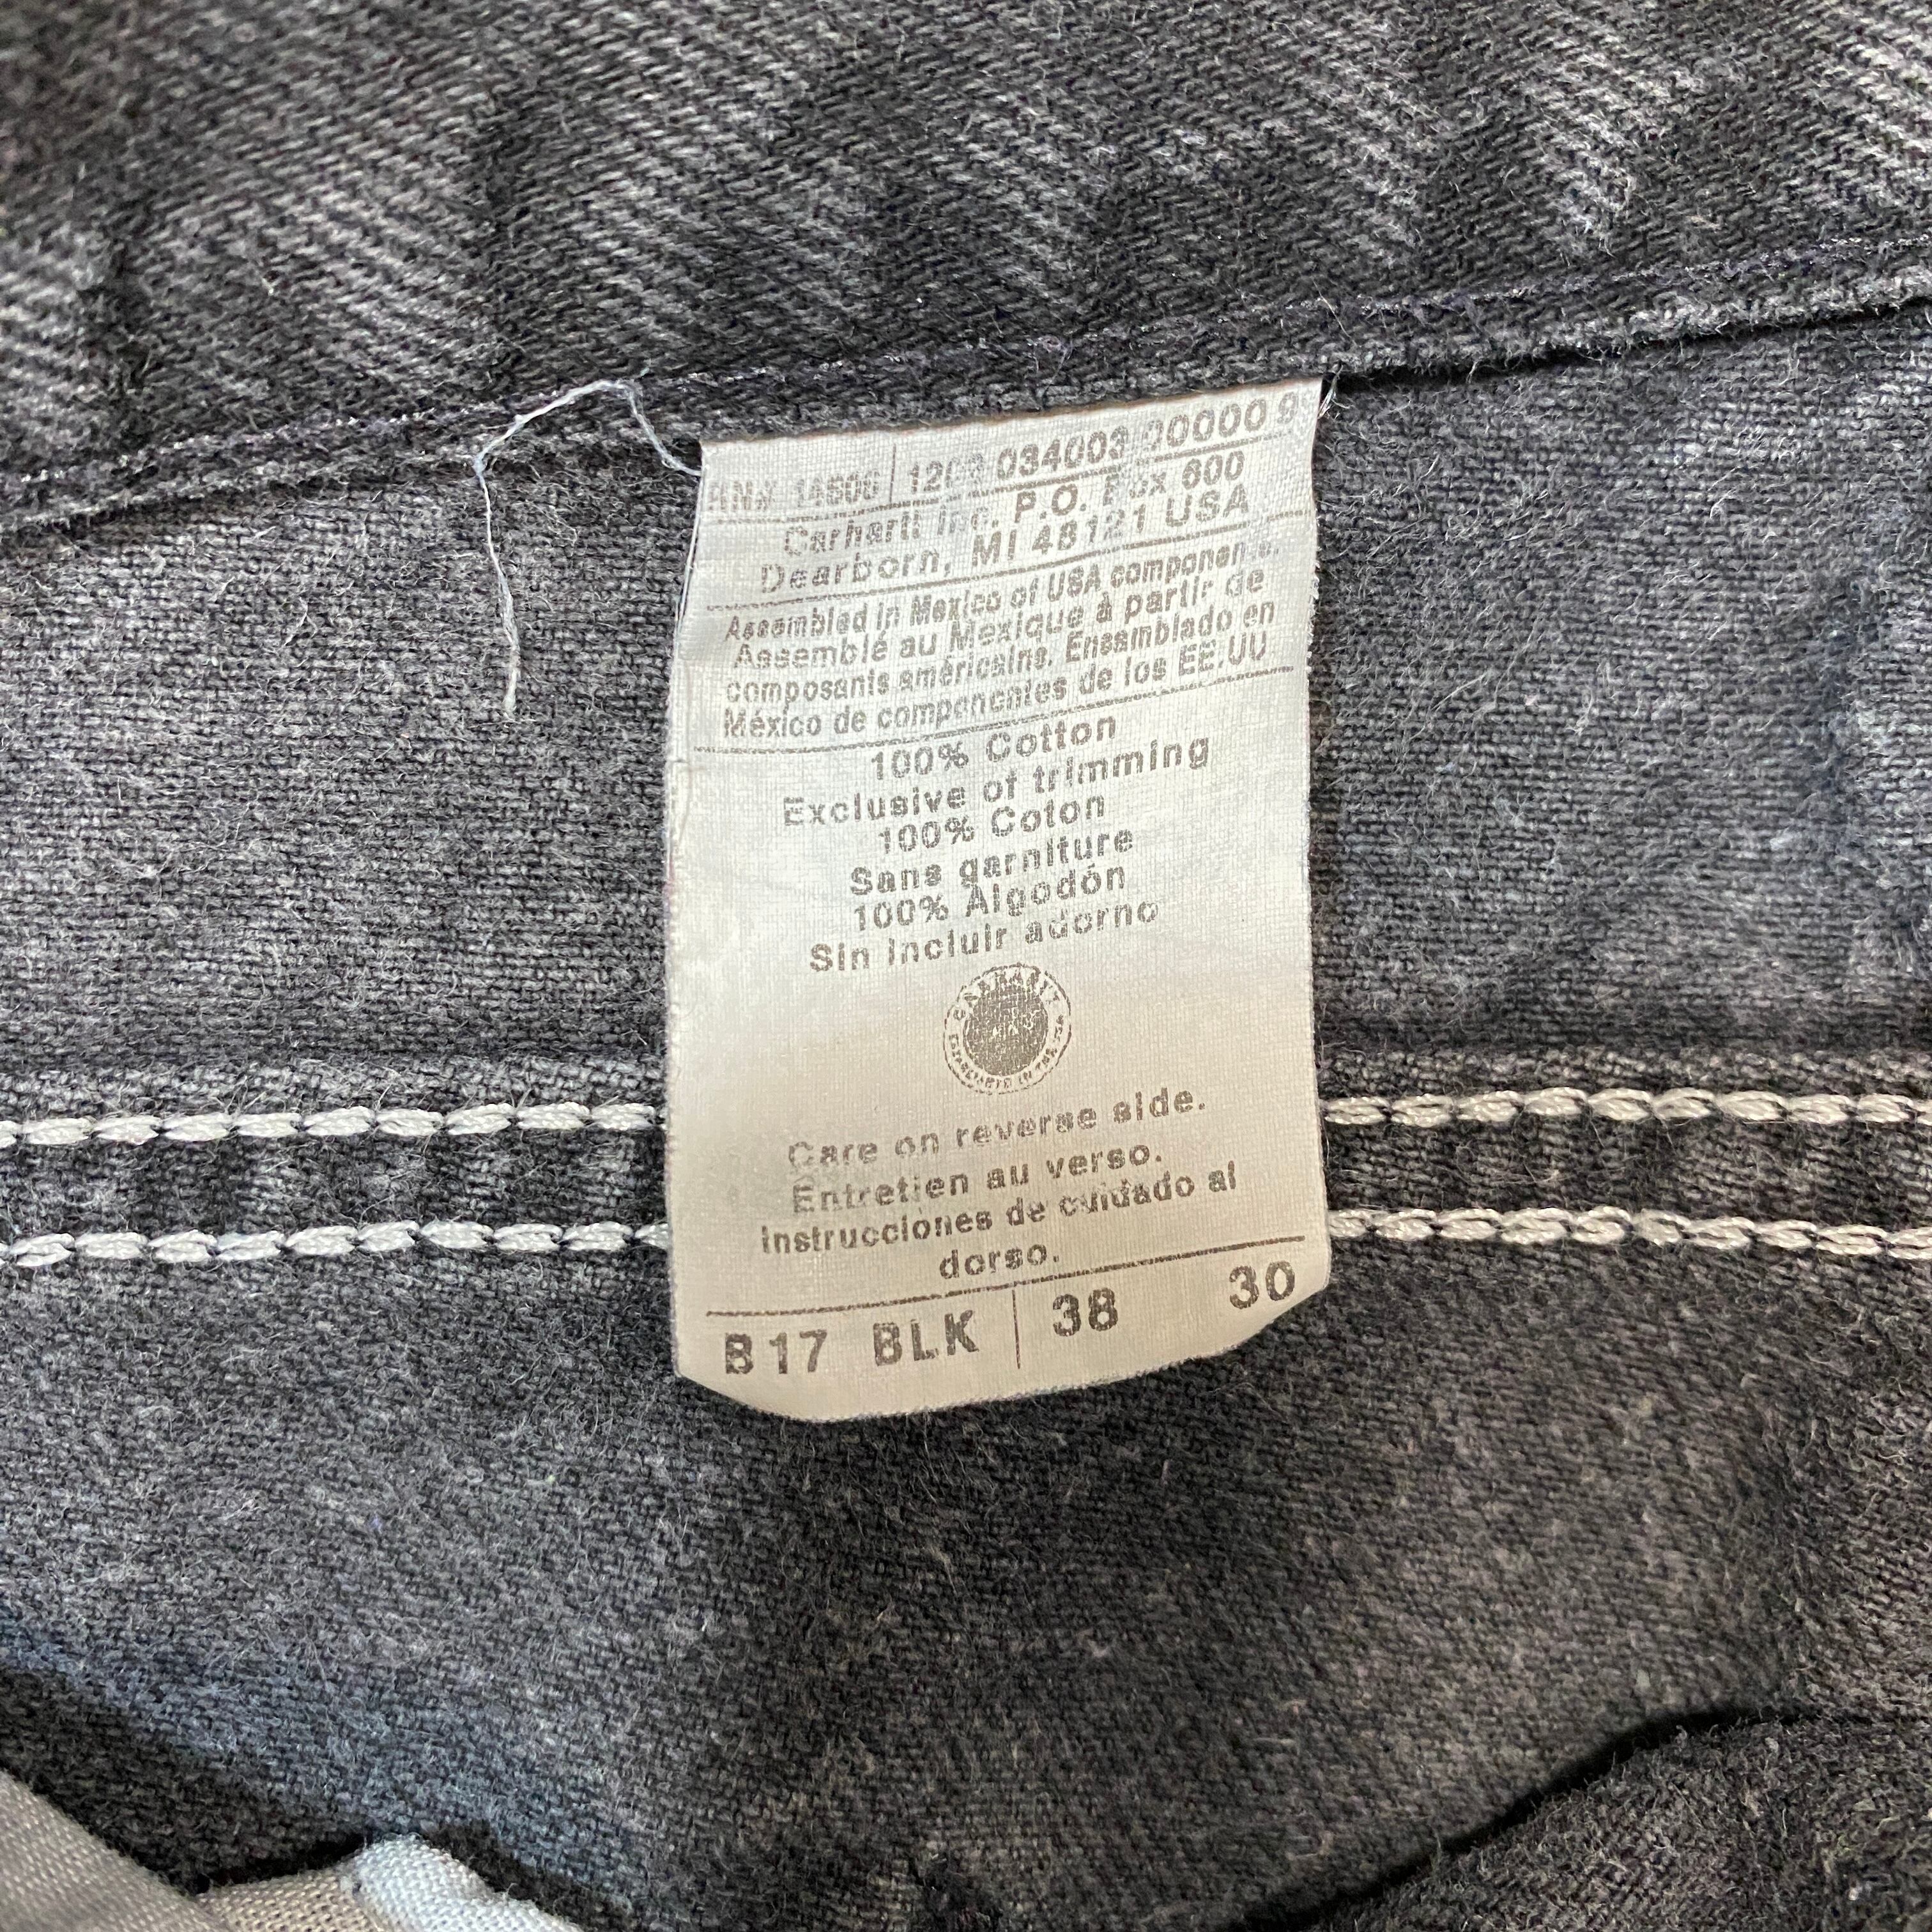 RN# 14806 1203 034003 00000 9
Carhartt Inc. P.O. Box 600
Dearborn, MI 48121 USA
Assembled in Mexico of USA components.
Assemblé au Mexique à partir de
composants américains. Ensamblado en
México de componentes de los EE.UU
100% Cotton
Exclusive of trimming
100% Coton
Sans garniture
100% Algodón
Sin incluir adorno
CARHARTT
Care on reverse side.
Entretien au verso.
Instrucciones de cuidado al
dorso.
B17 BLK 38 30